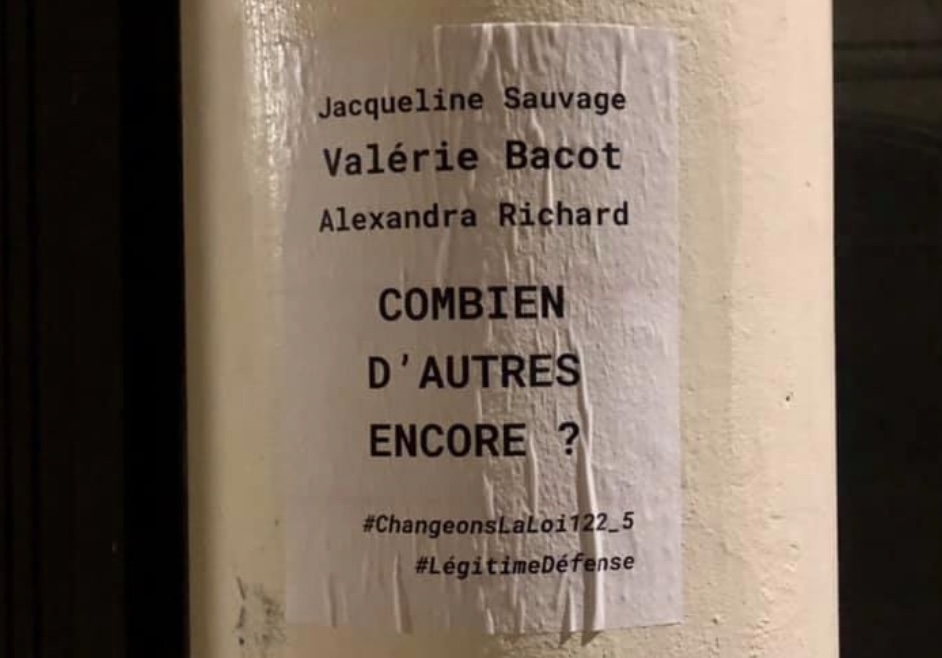 Jacqueline Sauvage
Valérie Bacot
Alexandra Richard
COMBIEN
D'AUTRES
ENCORE ?
#ChangeonsLaLoi122_5
#LégitimeDéfense